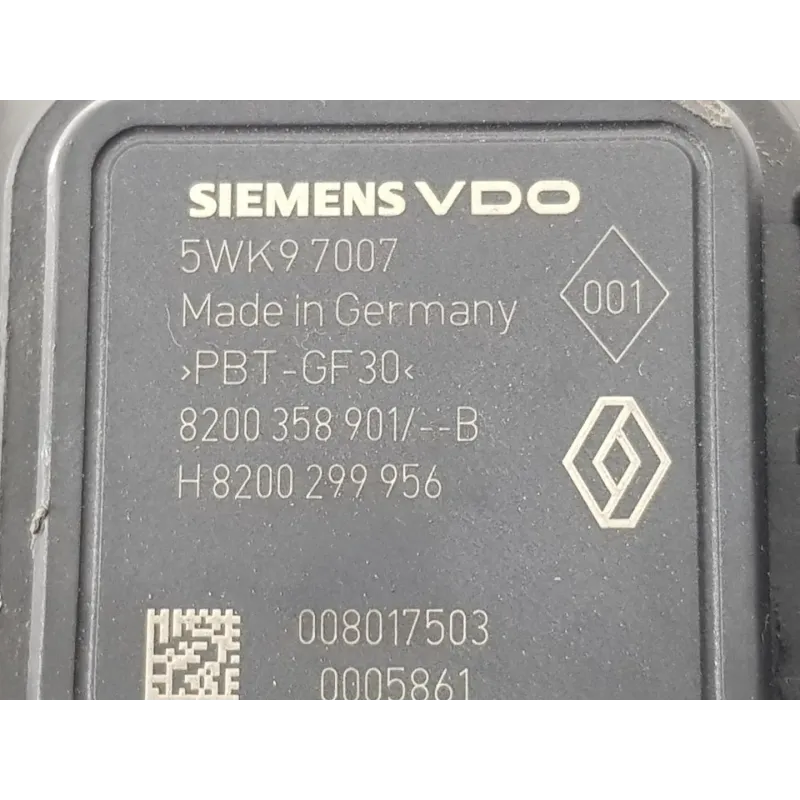 SIEMENS VDO
5WK9 7007
001
Made in Germany
>PBT-GF30<
8200 358 901/--B
H 8200 299 956
008017503
0005861